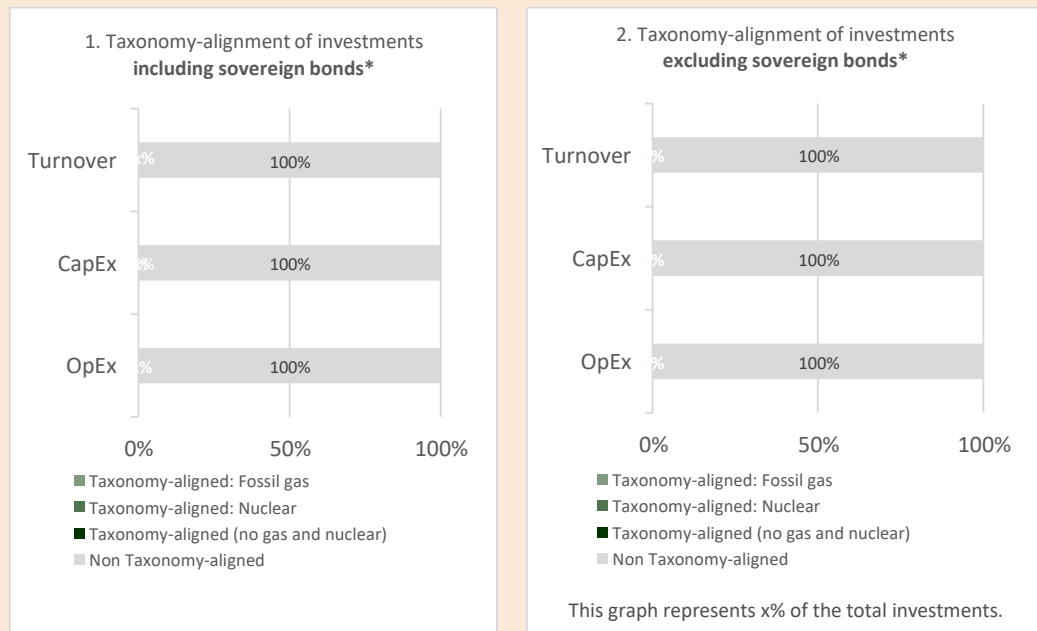 1. Taxonomy-alignment of investments
including sovereign bonds*
Turnover
x%
100%
CapEx
100%
OpEx
%
100%
0% 50% 100%
Taxonomy-aligned: Fossil gas
Taxonomy-aligned: Nuclear
Taxonomy-aligned (no gas and nuclear)
Non Taxonomy-aligned
2. Taxonomy-alignment of investments
excluding sovereign bonds*
Turnover
%
100%
CapEx
%
100%
OpEx
%
100%
0% 50% 100%
Taxonomy-aligned: Fossil gas
Taxonomy-aligned: Nuclear
Taxonomy-aligned (no gas and nuclear)
Non Taxonomy-aligned
This graph represents x% of the total investments.